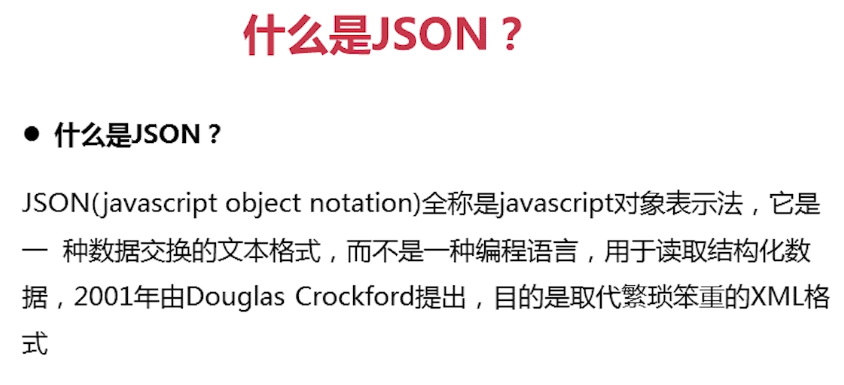 什么是JSON？
● 什么是JSON？
JSON(javascript object notation)全称是javascript对象表示法，它是
一 种数据交换的文本格式，而不是一种编程语言，用于读取结构化数
据，2001年由Douglas Crockford提出，目的是取代繁琐笨重的XML格
式